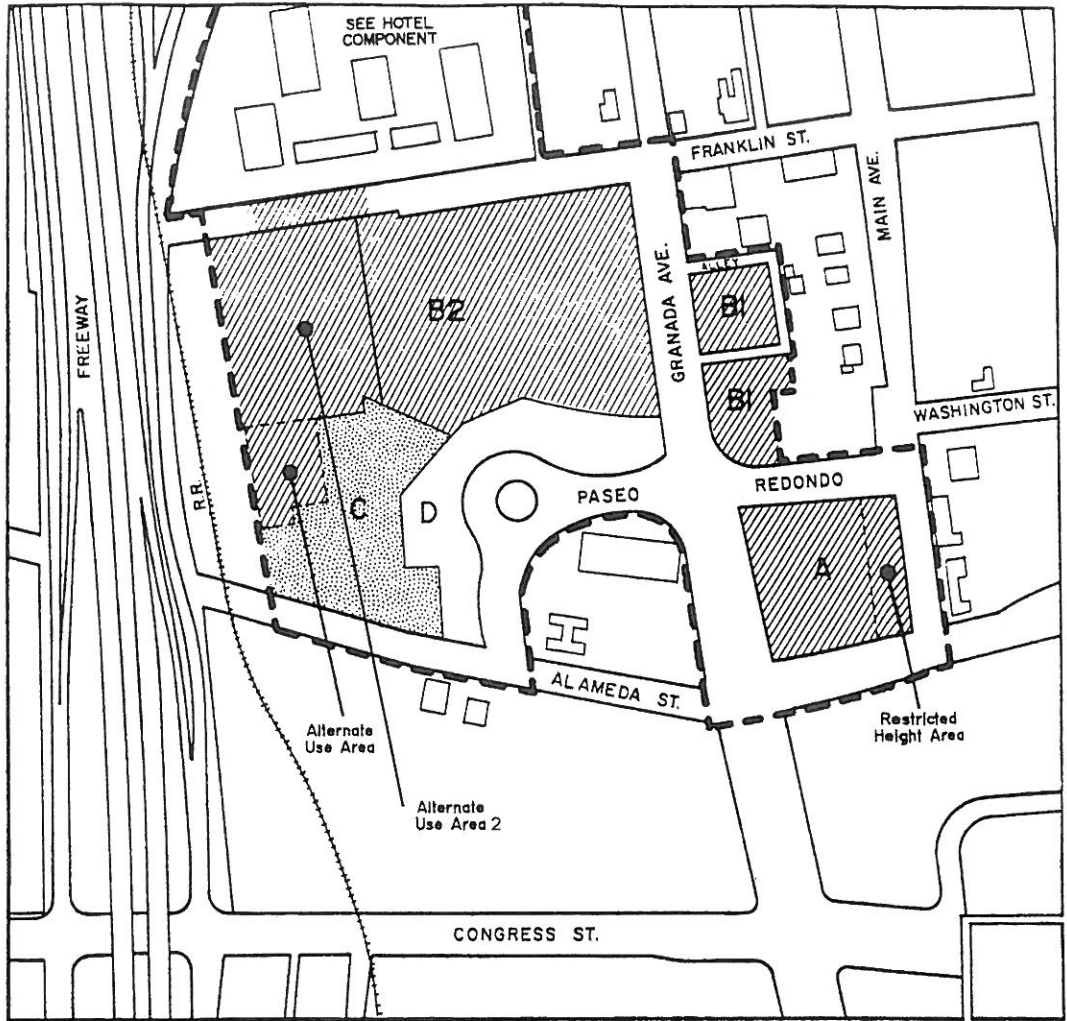 SEE HOTEL
COMPONENT
FRANKLIN ST.
MAIN AVE.
ALLEY
B1
B2
GRANADA AVE.
FREEWAY
B1
WASHINGTON ST.
R.R.
REDONDO
PASEO
C
D
A
ALAMEDA ST.
Restricted
Height Area
Alternate
Use Area
Alternate
Use Area 2
CONGRESS ST.